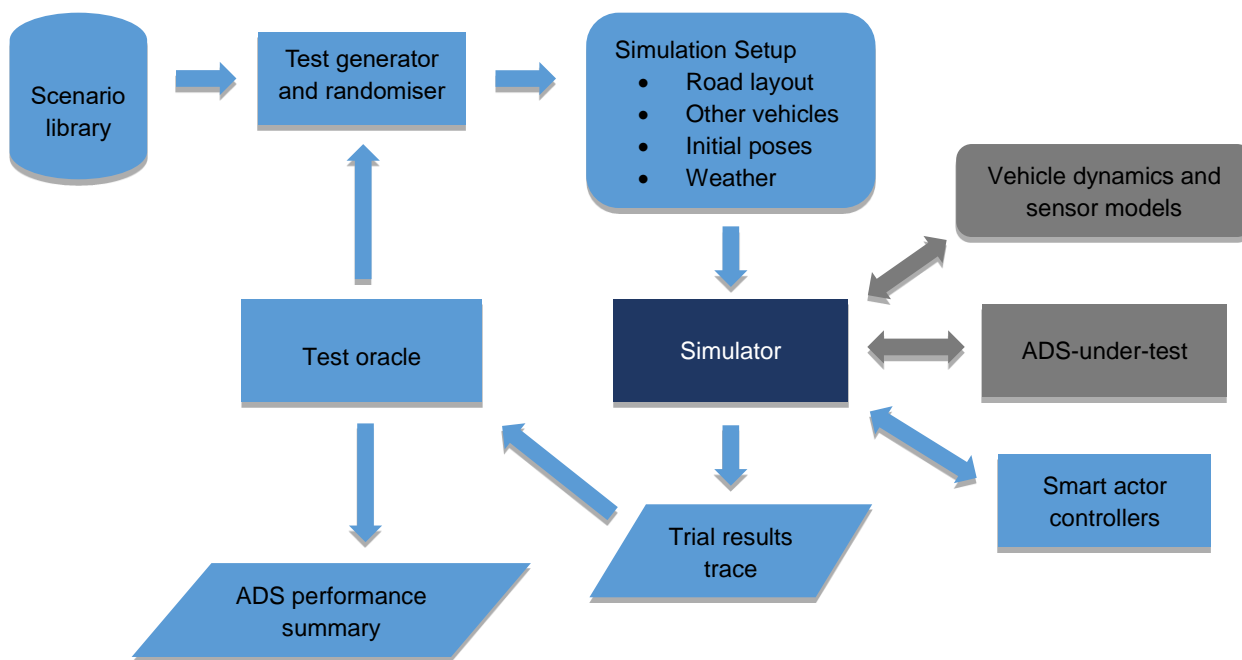 Scenario
library
Test generator
and randomiser
Simulation Setup
• Road layout
• Other vehicles
• Initial poses
• Weather
Vehicle dynamics and
sensor models
Test oracle
Simulator
ADS-under-test
Smart actor
controllers
Trial results
trace
ADS performance
summary